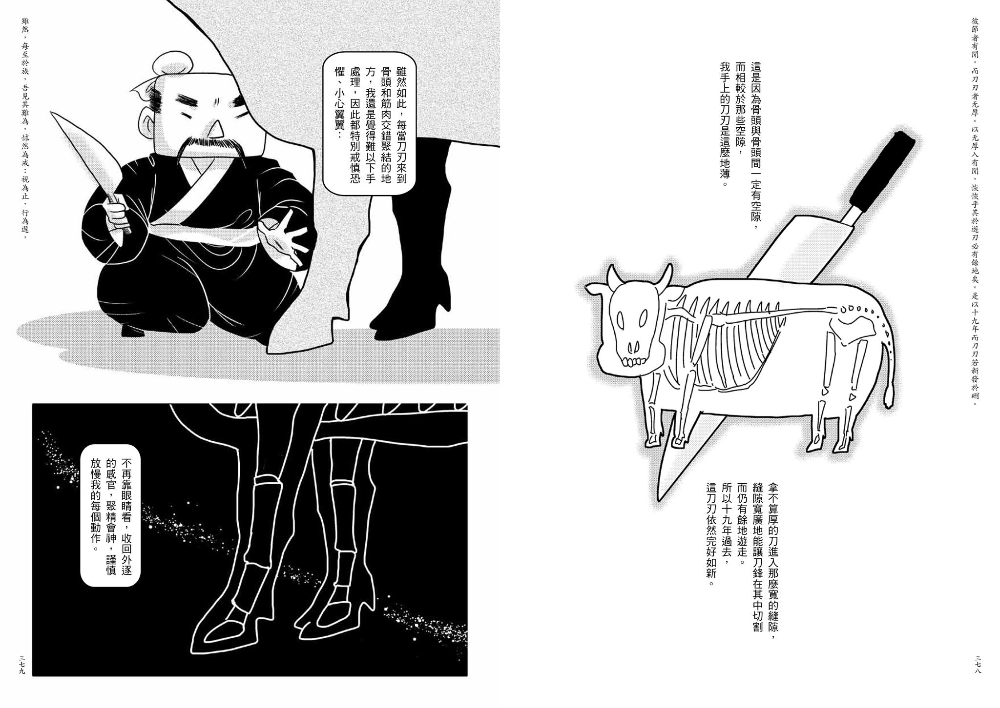 彼節者有閒，而刀刃者无厚。以无厚入有閒，恢恢乎其於遊刃必有餘地矣。是以十九年而刀刃若新發於硎。
這是因為骨頭與骨頭間一定有空隙，
而相較於那些空隙，
我手上的刀刃是這麼地薄。
拿不算厚的刀進入那麼寬的縫隙，
縫隙寬廣地能讓刀鋒在其中切割
而仍有餘地遊走。
所以十九年過去，
這刀刃依然完好如新。
三七八
雖然如此，每當刀刃來到
骨頭和筋肉交錯聚結的地
方，我還是覺得難以下手
處理，因此都特別戒慎恐
懼、小心翼翼：
不再靠眼睛看，收回外逐
的感官，聚精會神，謹慎
放慢我的每個動作。
雖然，每至於族，吾見其難為，怵然為戒：視為止，行為遲，
三七九